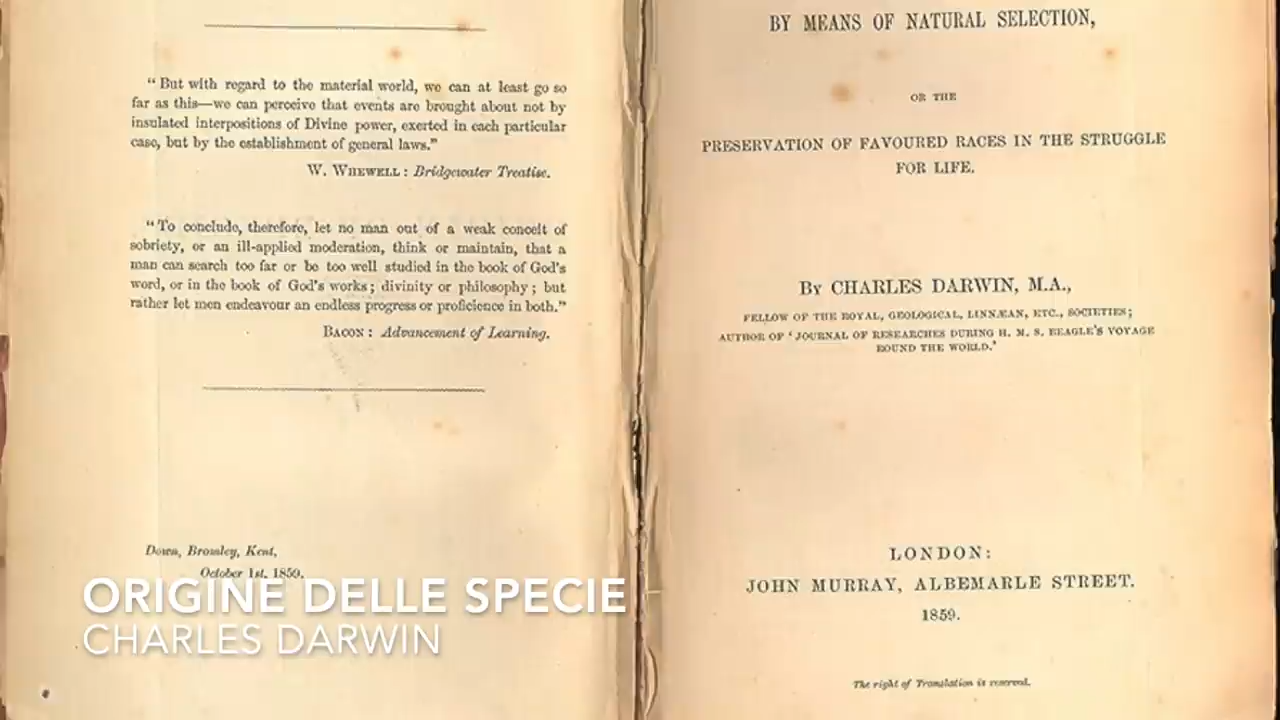 “But with regard to the material world, we can at least go so
far as this—we can perceive that events are brought about not by
insulated interpositions of Divine power, exerted in each particular
case, but by the establishment of general laws.”
W. WHEWELL: Bridgewater Treatise.
“To conclude, therefore, let no man out of a weak conceit of
sobriety, or an ill-applied moderation, think or maintain, that a
man can search too far or be too well studied in the book of God's
word, or in the book of God's works; divinity or philosophy; but
rather let men endeavour an endless progress or proficience in both.”
BACON: Advancement of Learning.
Down, Bromley, Kent,
October 1st, 1859.
BY MEANS OF NATURAL SELECTION,
OR THE
PRESERVATION OF FAVOURED RACES IN THE STRUGGLE
FOR LIFE.
BY CHARLES DARWIN, M.A.,
FELLOW OF THE ROYAL, GEOLOGICAL, LINNÆAN, ETC., SOCIETIES;
AUTHOR OF ‘JOURNAL OF RESEARCHES DURING H. M. S. BEAGLE'S VOYAGE
ROUND THE WORLD.’
LONDON:
JOHN MURRAY, ALBEMARLE STREET.
1859.
The right of Translation is reserved.
ORIGINE DELLE SPECIE
CHARLES DARWIN